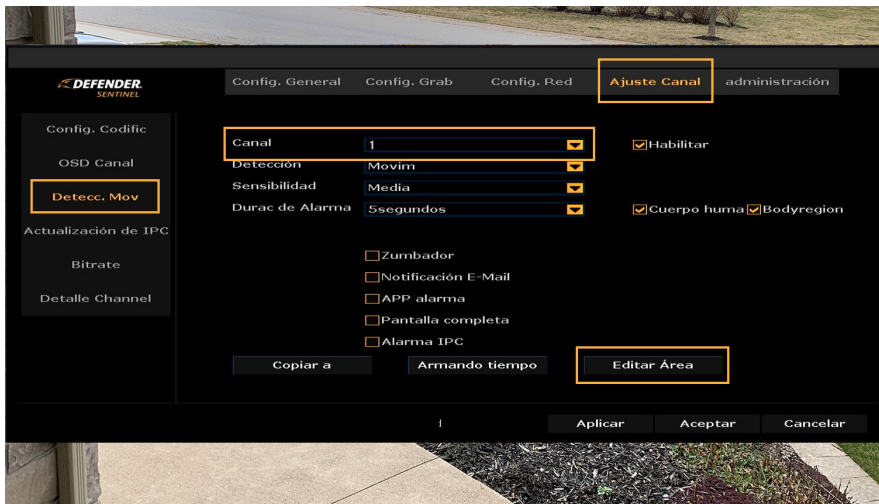 DEFENDER
SENTINEL
Config. General Config. Grab Config. Red Ajuste Canal administración
Config. Codific
OSD Canal
Detecc. Mov
Actualización de IPC
Bitrate
Detalle Channel
Canal 1 Habilitar
Detección Movim
Sensibilidad Media
Durac de Alarma 5segundos Cuerpo huma Bodyregion
Zumbador
Notificación E-Mail
APP alarma
Pantalla completa
Alarma IPC
Copiar a Armando tiempo Editar Área
Aplicar Aceptar Cancelar